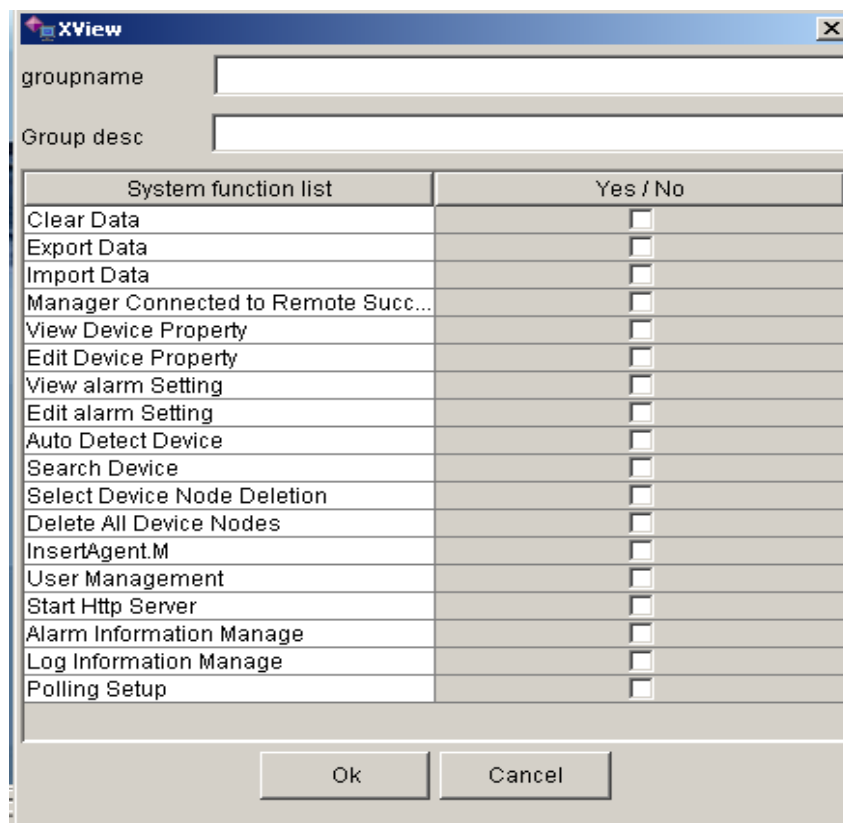 XView
groupname
Group desc
System function list Yes / No
Clear Data
Export Data
Import Data
Manager Connected to Remote Succ...
View Device Property
Edit Device Property
View alarm Setting
Edit alarm Setting
Auto Detect Device
Search Device
Select Device Node Deletion
Delete All Device Nodes
InsertAgent.M
User Management
Start Http Server
Alarm Information Manage
Log Information Manage
Polling Setup
Ok Cancel